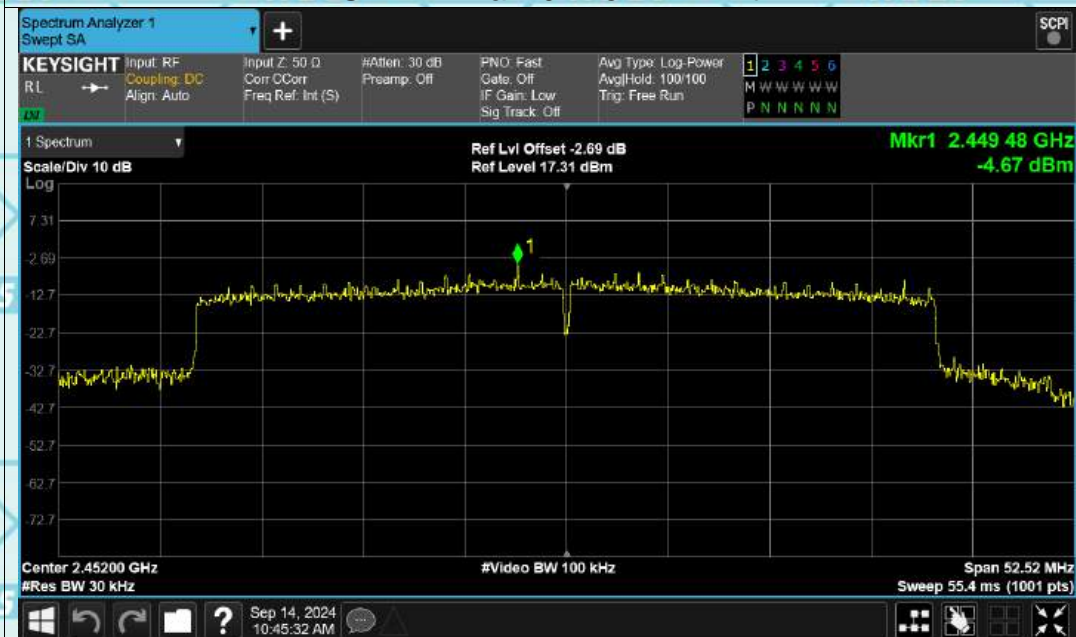 Spectrum Analyzer 1
Swept SA
+
SCPI
KEYSIGHT
RL
LXI
Input: RF
Coupling: DC
Align: Auto
Input Z: 50 Ω
Corr CCorr
Freq Ref: Int (S)
#Atten: 30 dB
Preamp: Off
PNO: Fast
Gate: Off
IF Gain: Low
Sig Track: Off
Avg Type: Log-Power
Avg|Hold: 100/100
Trig: Free Run
1 2 3 4 5 6
M W W W W W
P N N N N N
1 Spectrum
Scale/Div 10 dB
Log
Ref Lvl Offset -2.69 dB
Ref Level 17.31 dBm
Mkr1 2.449 48 GHz
-4.67 dBm
1
7.31
-2.69
-12.7
-22.7
-32.7
-42.7
-52.7
-62.7
-72.7
Center 2.45200 GHz
#Video BW 100 kHz
Span 52.52 MHz
#Res BW 30 kHz
Sweep 55.4 ms (1001 pts)
?
Sep 14, 2024
10:45:32 AM